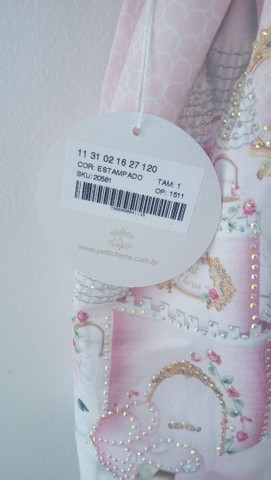 11 31 02 16 27 120
COR: ESTAMPADO TAM: 1
SKU:20581 OP: 1511
www.petitcherie.com.br